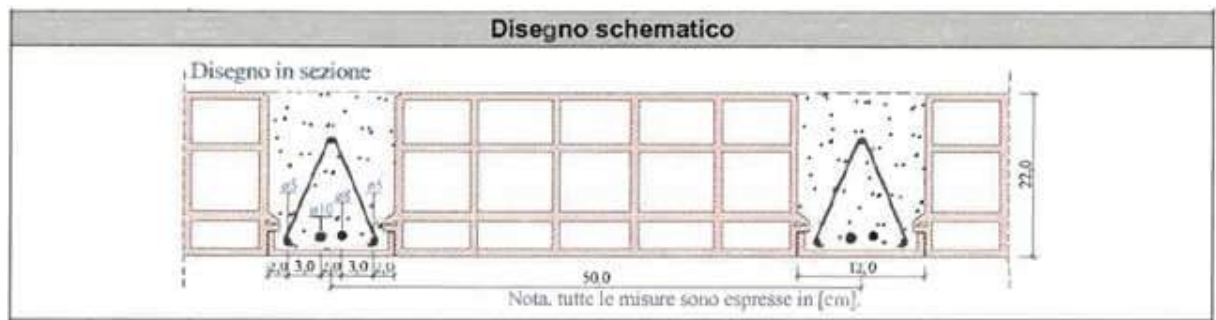 Disegno schematico
Disegno in sezione
ø5
ø10
ø8
ø5
22,0
2,0 3,0 2,0 3,0 2,0
50,0
12,0
Nota, tutte le misure sono espresse in [cm].